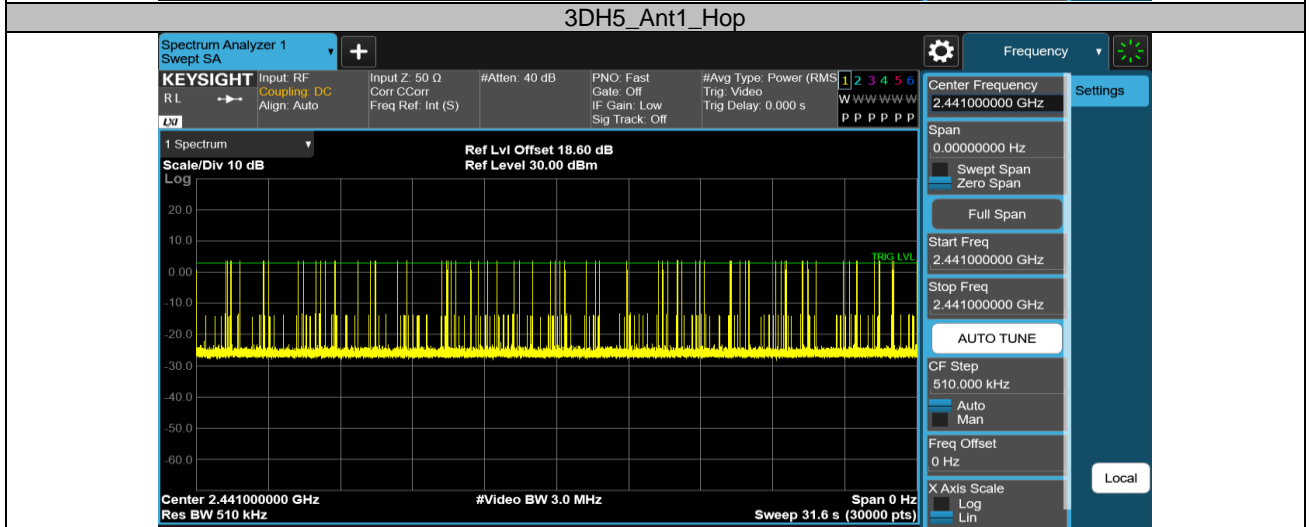 3DH5_Ant1_Hop
Spectrum Analyzer 1
Swept SA
Frequency
KEYSIGHT
RL
LXI
Input: RF
Coupling: DC
Align: Auto
Input Z: 50 Ω
Corr CCorr
Freq Ref: Int (S)
#Atten: 40 dB
PNO: Fast
Gate: Off
IF Gain: Low
Sig Track: Off
#Avg Type: Power (RMS
Trig: Video
Trig Delay: 0.000 s
1 2 3 4 5 6
W W W W W W
P P P P P P
1 Spectrum
Scale/Div 10 dB
Ref Lvl Offset 18.60 dB
Ref Level 30.00 dBm
Log
20.0
10.0
0.00
-10.0
-20.0
-30.0
-40.0
-50.0
-60.0
TRIG LVL
Center 2.441000000 GHz
Res BW 510 kHz
#Video BW 3.0 MHz
Span 0 Hz
Sweep 31.6 s (30000 pts)
Center Frequency
2.441000000 GHz
Span
0.00000000 Hz
Swept Span
Zero Span
Full Span
Start Freq
2.441000000 GHz
Stop Freq
2.441000000 GHz
AUTO TUNE
CF Step
510.000 kHz
Auto
Man
Freq Offset
0 Hz
X Axis Scale
Log
Lin
Settings
Local